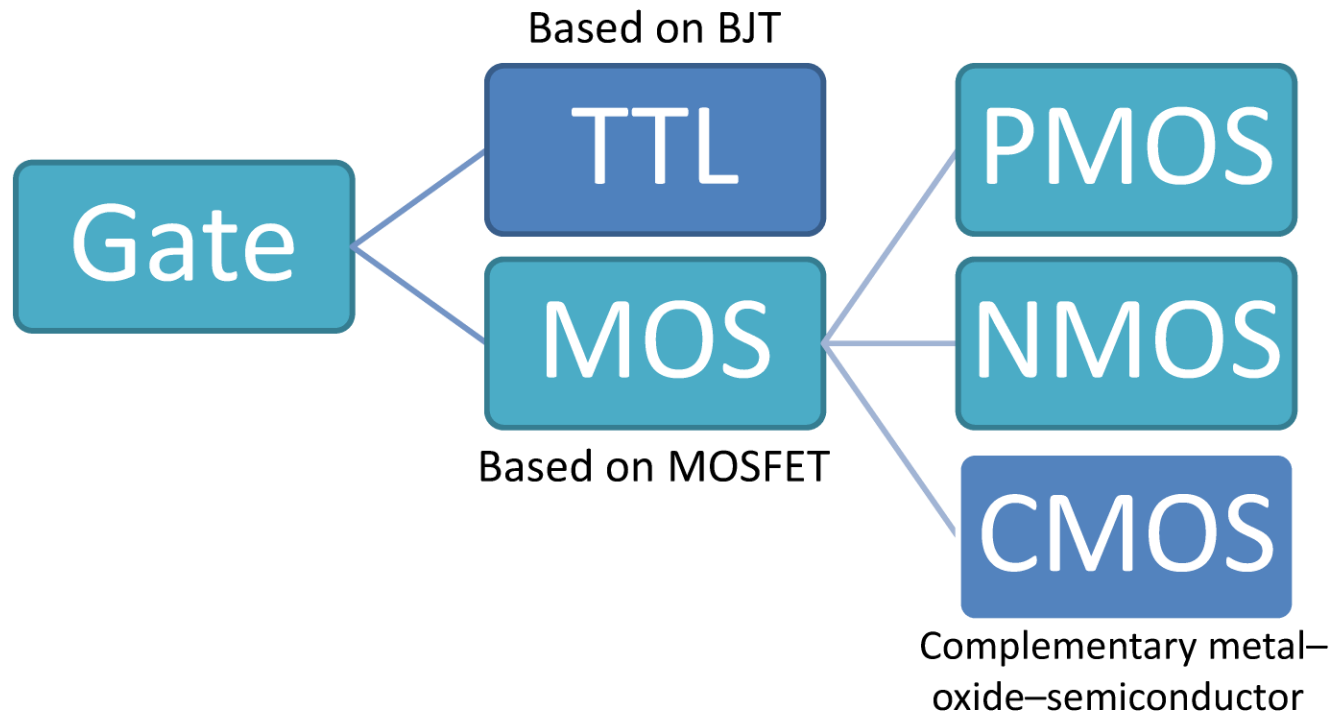 Based on BJT
TTL
PMOS
Gate
MOS
NMOS
Based on MOSFET
CMOS
Complementary metal–
oxide–semiconductor